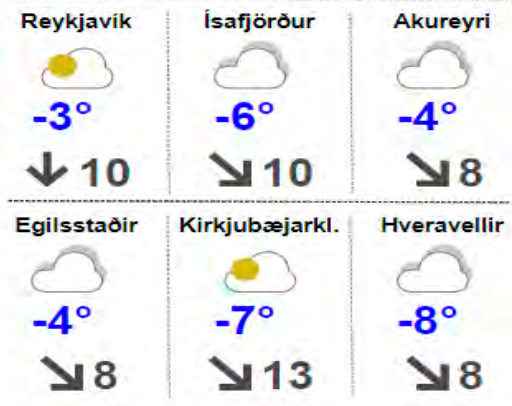 Reykjavík Ísafjörður Akureyri
-3° -6° -4°
10 10 8
Egilsstaðir Kirkjubæjarkl. Hveravellir
-4° -7° -8°
8 13 8